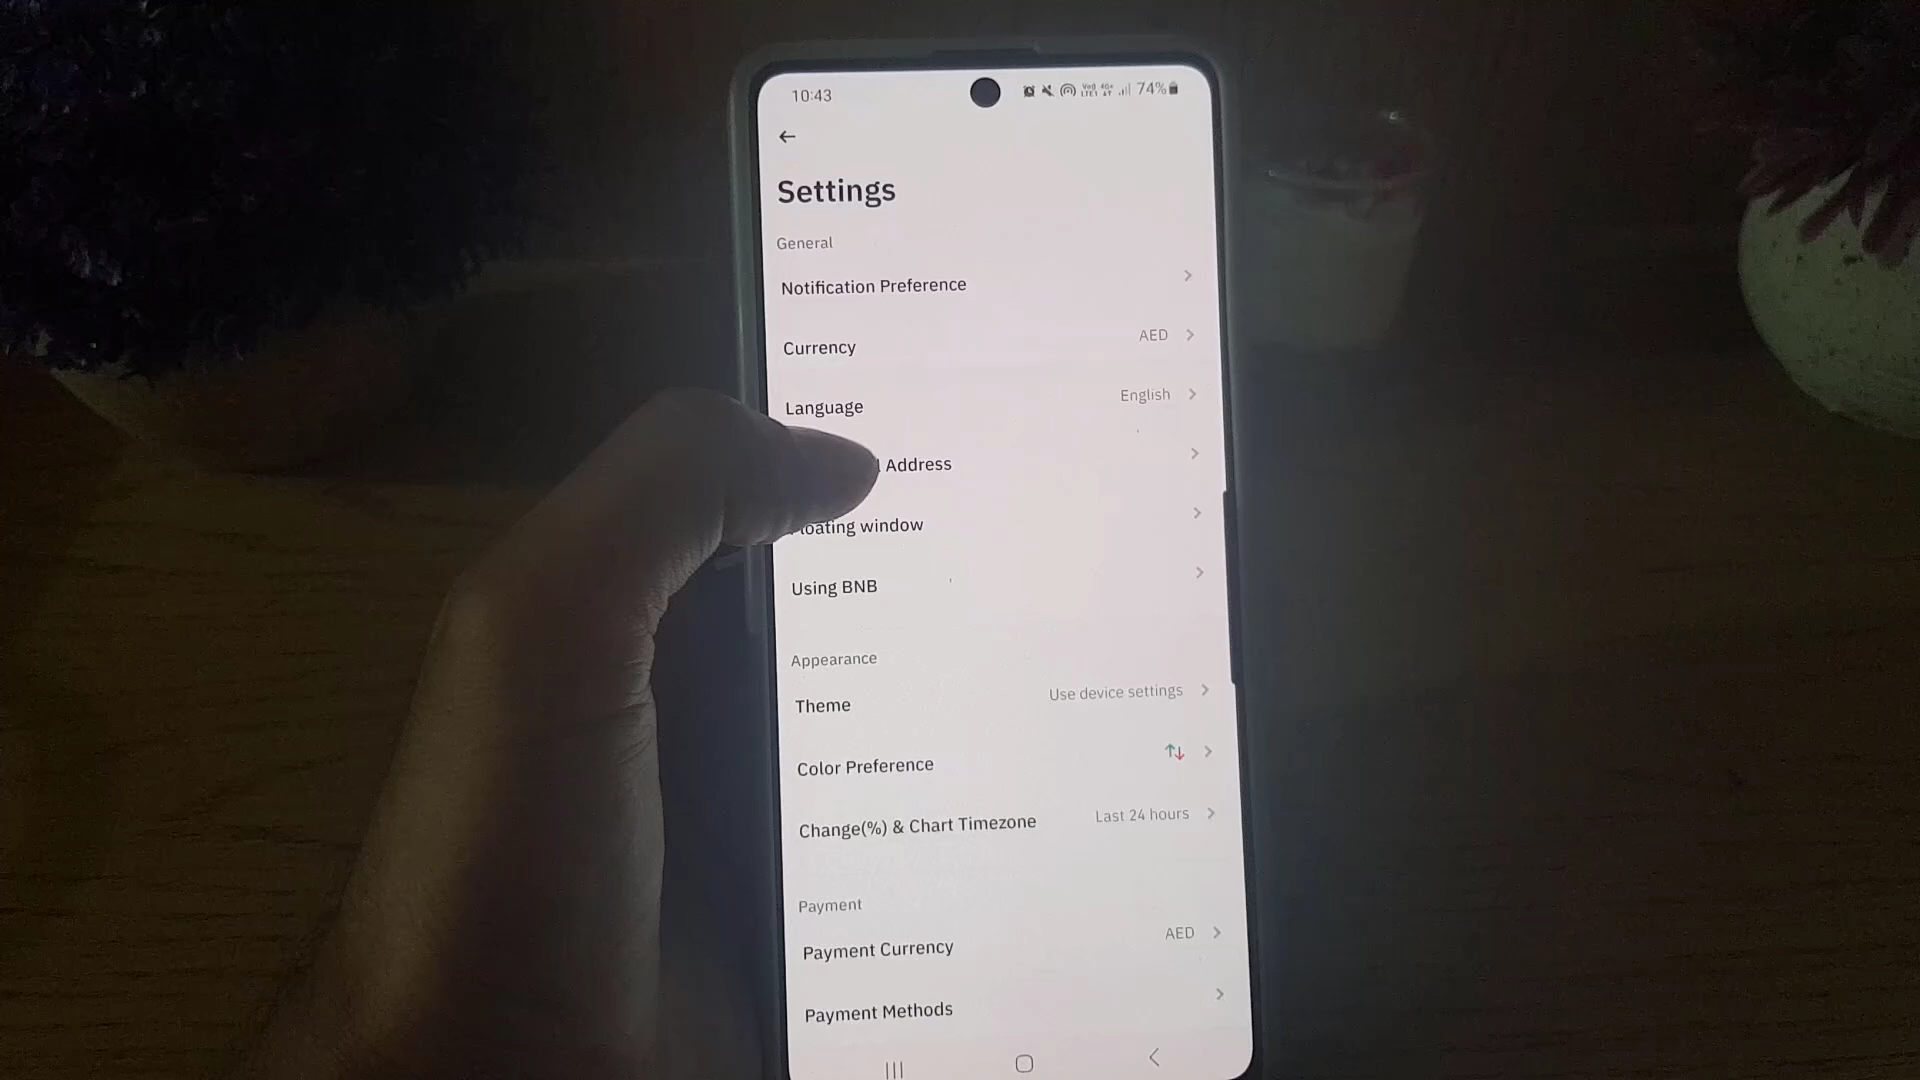 10:43
74%
Settings
General
Notification Preference
Currency
AED
Language
English
Address
oating window
Using BNB
Appearance
Theme
Use device settings
Color Preference
Change(%) & Chart Timezone
Last 24 hours
Payment
Payment Currency
AED
Payment Methods